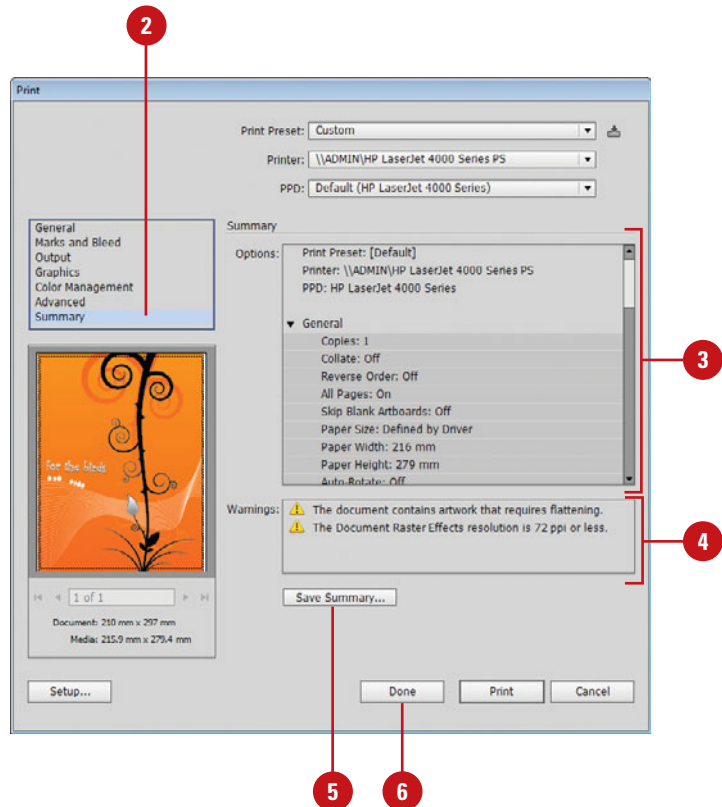 2
Print
Print Preset: Custom
Printer: \\ADMIN\HP LaserJet 4000 Series PS
PPD: Default (HP LaserJet 4000 Series)
General
Marks and Bleed
Output
Graphics
Color Management
Advanced
Summary
Summary
Options:
Print Preset: [Default]
Printer: \\ADMIN\HP LaserJet 4000 Series PS
PPD: HP LaserJet 4000 Series
General
Copies: 1
Collate: Off
Reverse Order: Off
All Pages: On
Skip Blank Artboards: Off
Paper Size: Defined by Driver
Paper Width: 216 mm
Paper Height: 279 mm
Auto-Rotate: Off
3
for the birds
Warnings:
The document contains artwork that requires flattening.
The Document Raster Effects resolution is 72 ppi or less.
4
1 of 1
Document: 210 mm x 297 mm
Media: 215.9 mm x 279.4 mm
Save Summary...
Setup...
Done
Print
Cancel
5
6